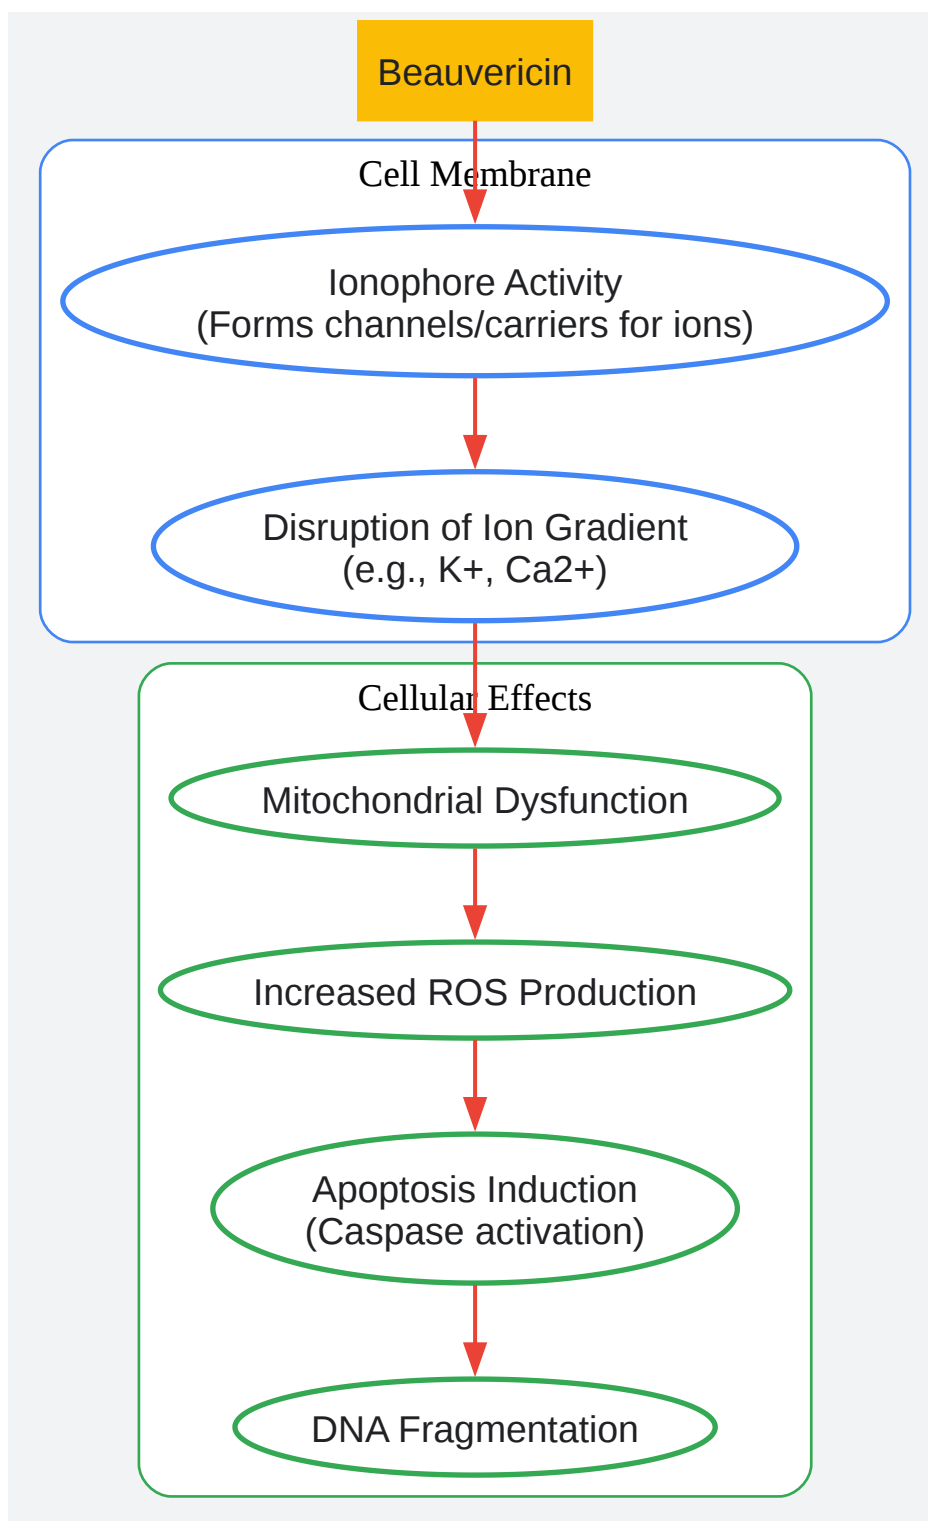 Beauvericin
Cell Membrane
Ionophore Activity
(Forms channels/carriers for ions)
Disruption of Ion Gradient
(e.g., K+, Ca2+)
Cellular Effects
Mitochondrial Dysfunction
Increased ROS Production
Apoptosis Induction
(Caspase activation)
DNA Fragmentation